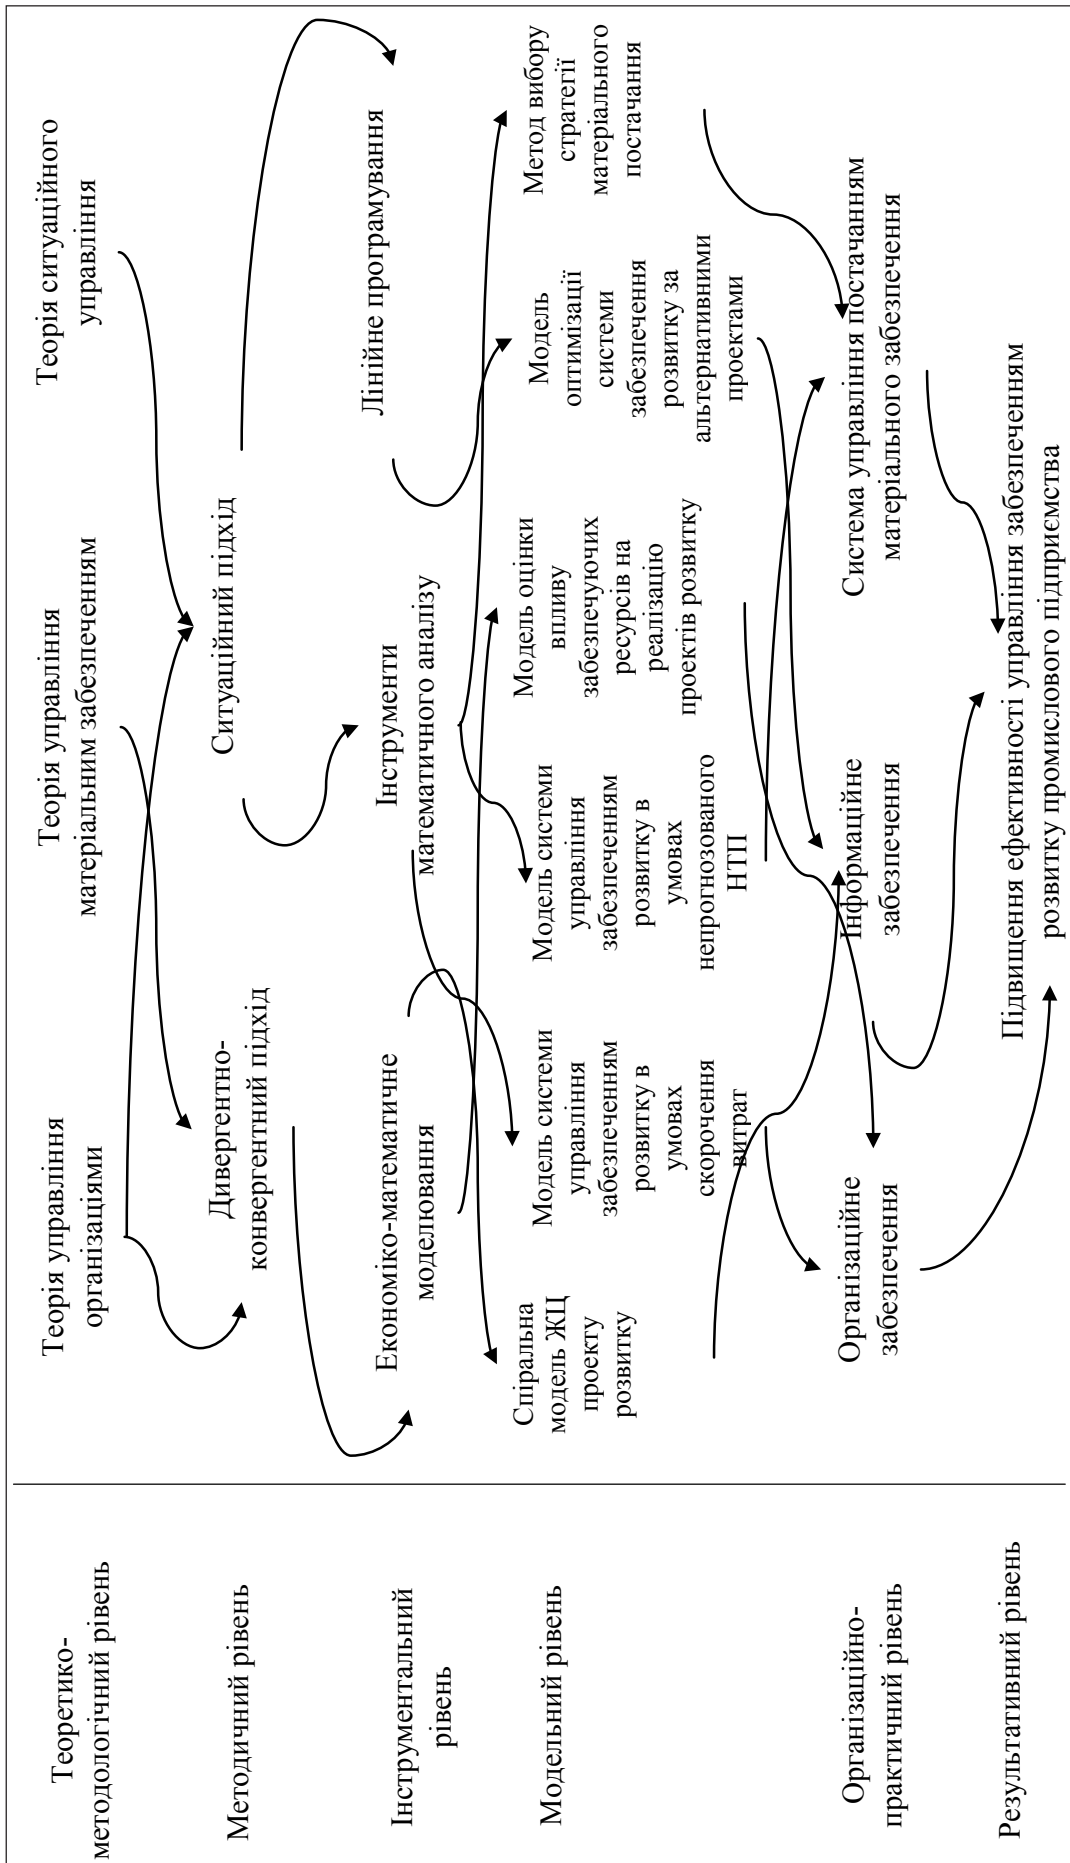 Теоретико-
методологічний рівень
Теорія управління
організаціями
Теорія управління
матеріальним забезпеченням
Теорія ситуаційного
управління
Методичний рівень
Дивергентно-
конвергентний підхід
Ситуаційний підхід
Інструментальний
рівень
Економіко-математичне
моделювання
Інструменти
математичного аналізу
Лінійне програмування
Модельний рівень
Спіральна
модель ЖЦ
проекту
розвитку
Модель системи
управління
забезпеченням
розвитку в
умовах
скорочення
витрат
Модель системи
управління
забезпеченням
розвитку в
умовах
непрогнозованого
НТП
Модель оцінки
впливу
забезпечуючих
ресурсів на
реалізацію
проектів розвитку
Модель
оптимізації
системи
забезпечення
розвитку за
альтернативними
проектами
Метод вибору
стратегії
матеріального
постачання
Організаційно-
практичний рівень
Організаційне
забезпечення
Інформаційне
забезпечення
Система управління постачанням
матеріального забезпечення
Результативний рівень
Підвищення ефективності управління забезпеченням
розвитку промислового підприємства